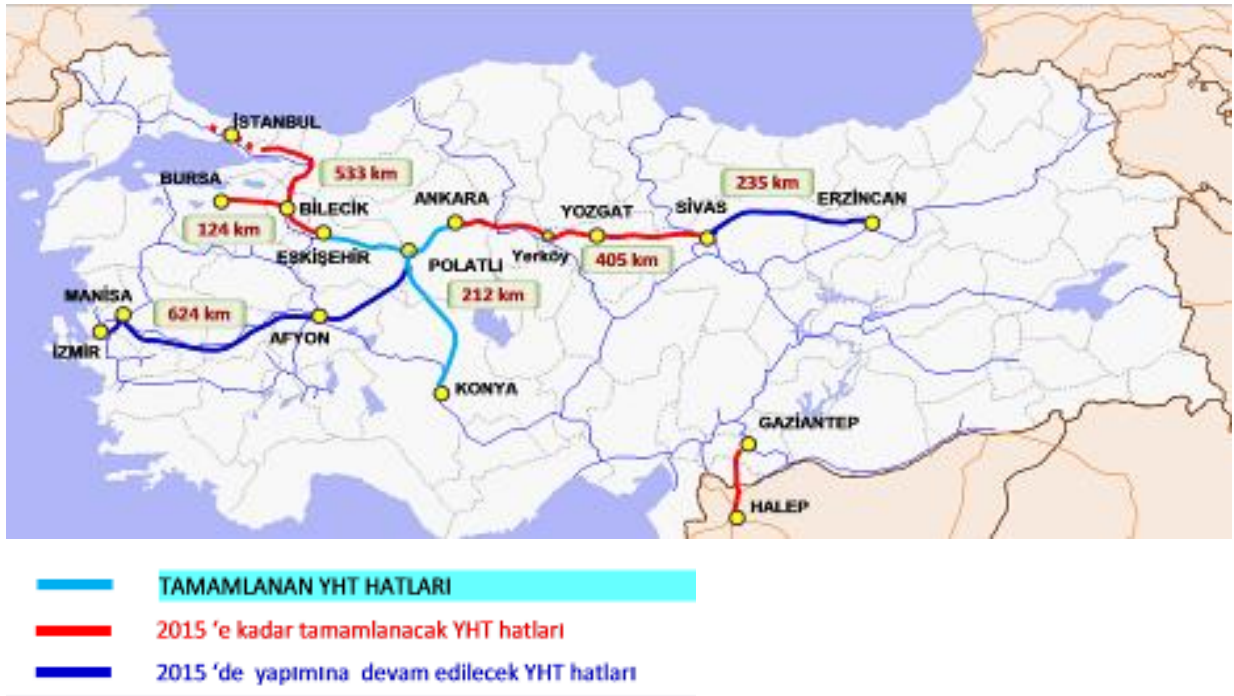 İSTANBUL
533 km
BURSA
BİLECİK
124 km
ESKİŞEHİR
ANKARA
POLATLI
212 km
Yerköy
YOZGAT
405 km
SİVAS
235 km
ERZİNCAN
MANİSA
624 km
İZMİR
AFYON
KONYA
GAZİANTEP
HALEP
TAMAMLANAN YHT HATLARI
2015 ‘e kadar tamamlanacak YHT hatları
2015 ‘de yapımına devam edilecek YHT hatları